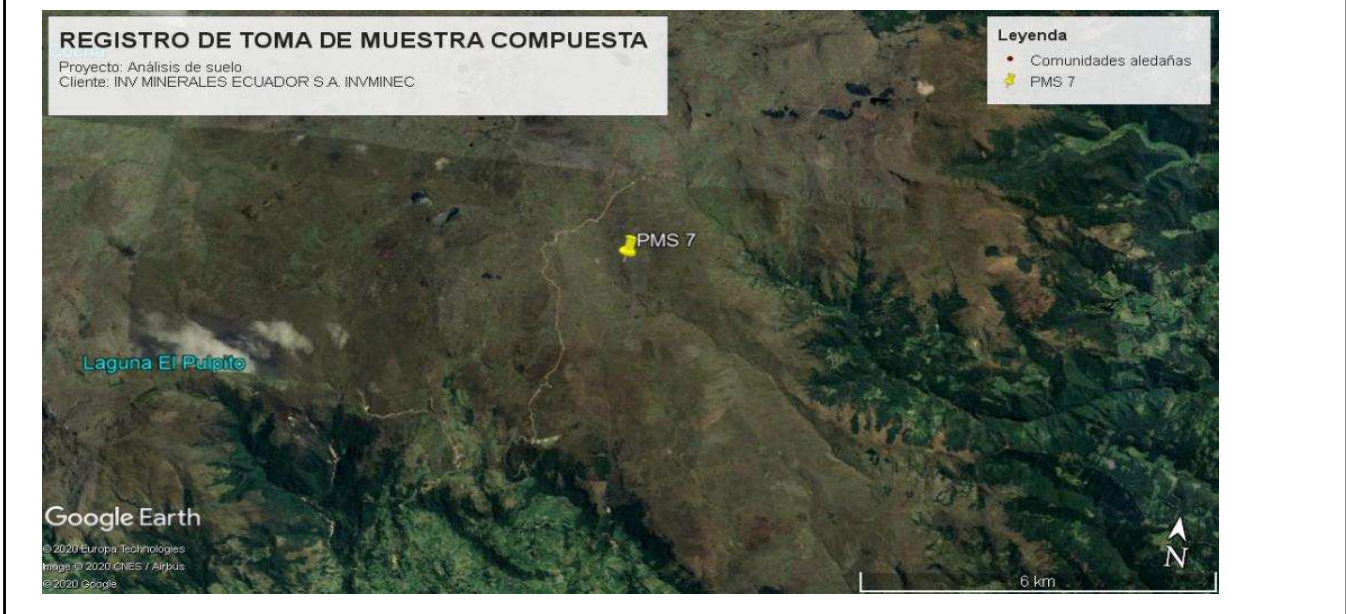 REGISTRO DE TOMA DE MUESTRA COMPUESTA
Proyecto: Análisis de suelo
Cliente: INV MINERALES ECUADOR S.A. INVMINEC
Leyenda
Comunidades aledañas
PMS 7
PMS 7
Laguna El Pulpito
Google Earth
© 2020 Europa Technologies
Image © 2020 CNES / Airbus
© 2020 Google
N
6 km